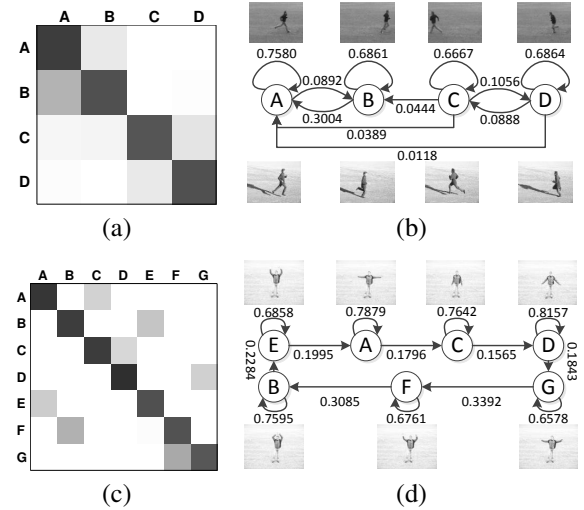 A B C D
A
B
C
D
(a)
0.7580 0.6861 0.6667 0.6864
A B C D
0.0892
0.3004
0.0444
0.1056
0.0888
0.0389
0.0118
(b)
A B C D E F G
A
B
C
D
E
F
G
(c)
0.6858 0.7879 0.7642 0.8157
E A C D
0.1995 0.1796 0.1565
0.2284 0.1843
B F G
0.3085 0.3392
0.7595 0.6761 0.6578
(d)